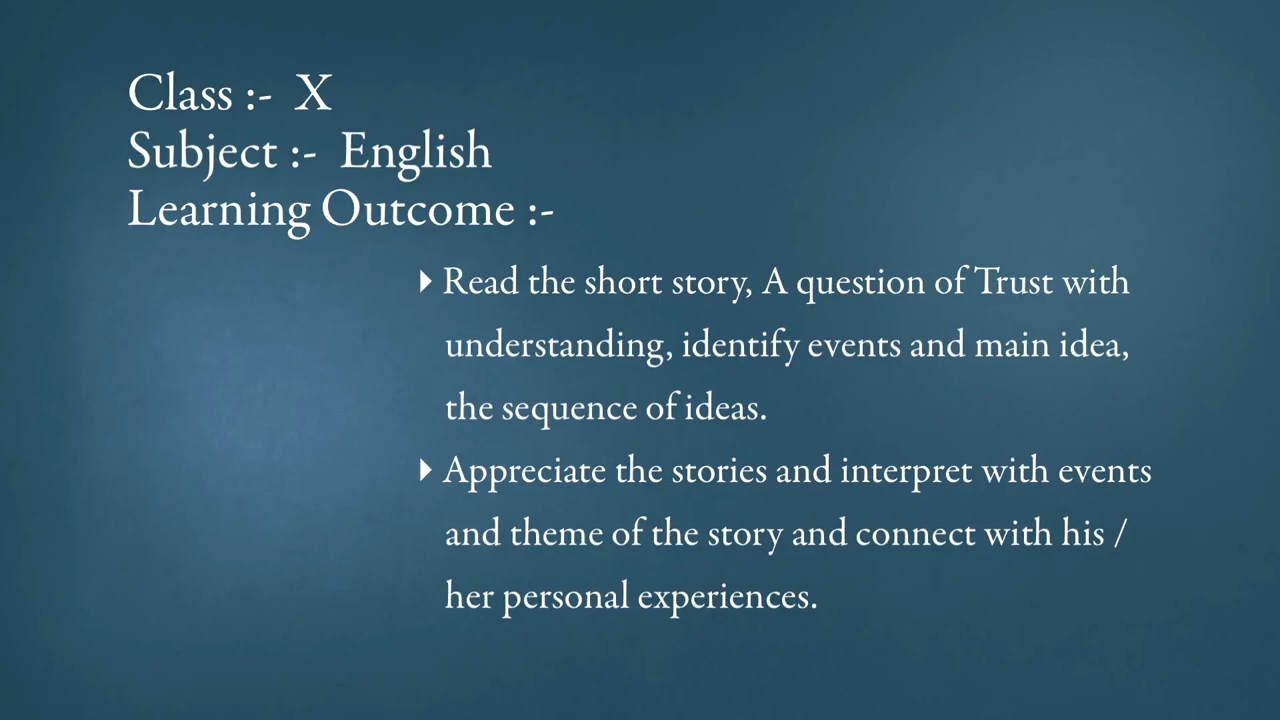 Class :- X
Subject :- English
Learning Outcome :-
Read the short story, A question of Trust with
understanding, identify events and main idea,
the sequence of ideas.
Appreciate the stories and interpret with events
and theme of the story and connect with his /
her personal experiences.